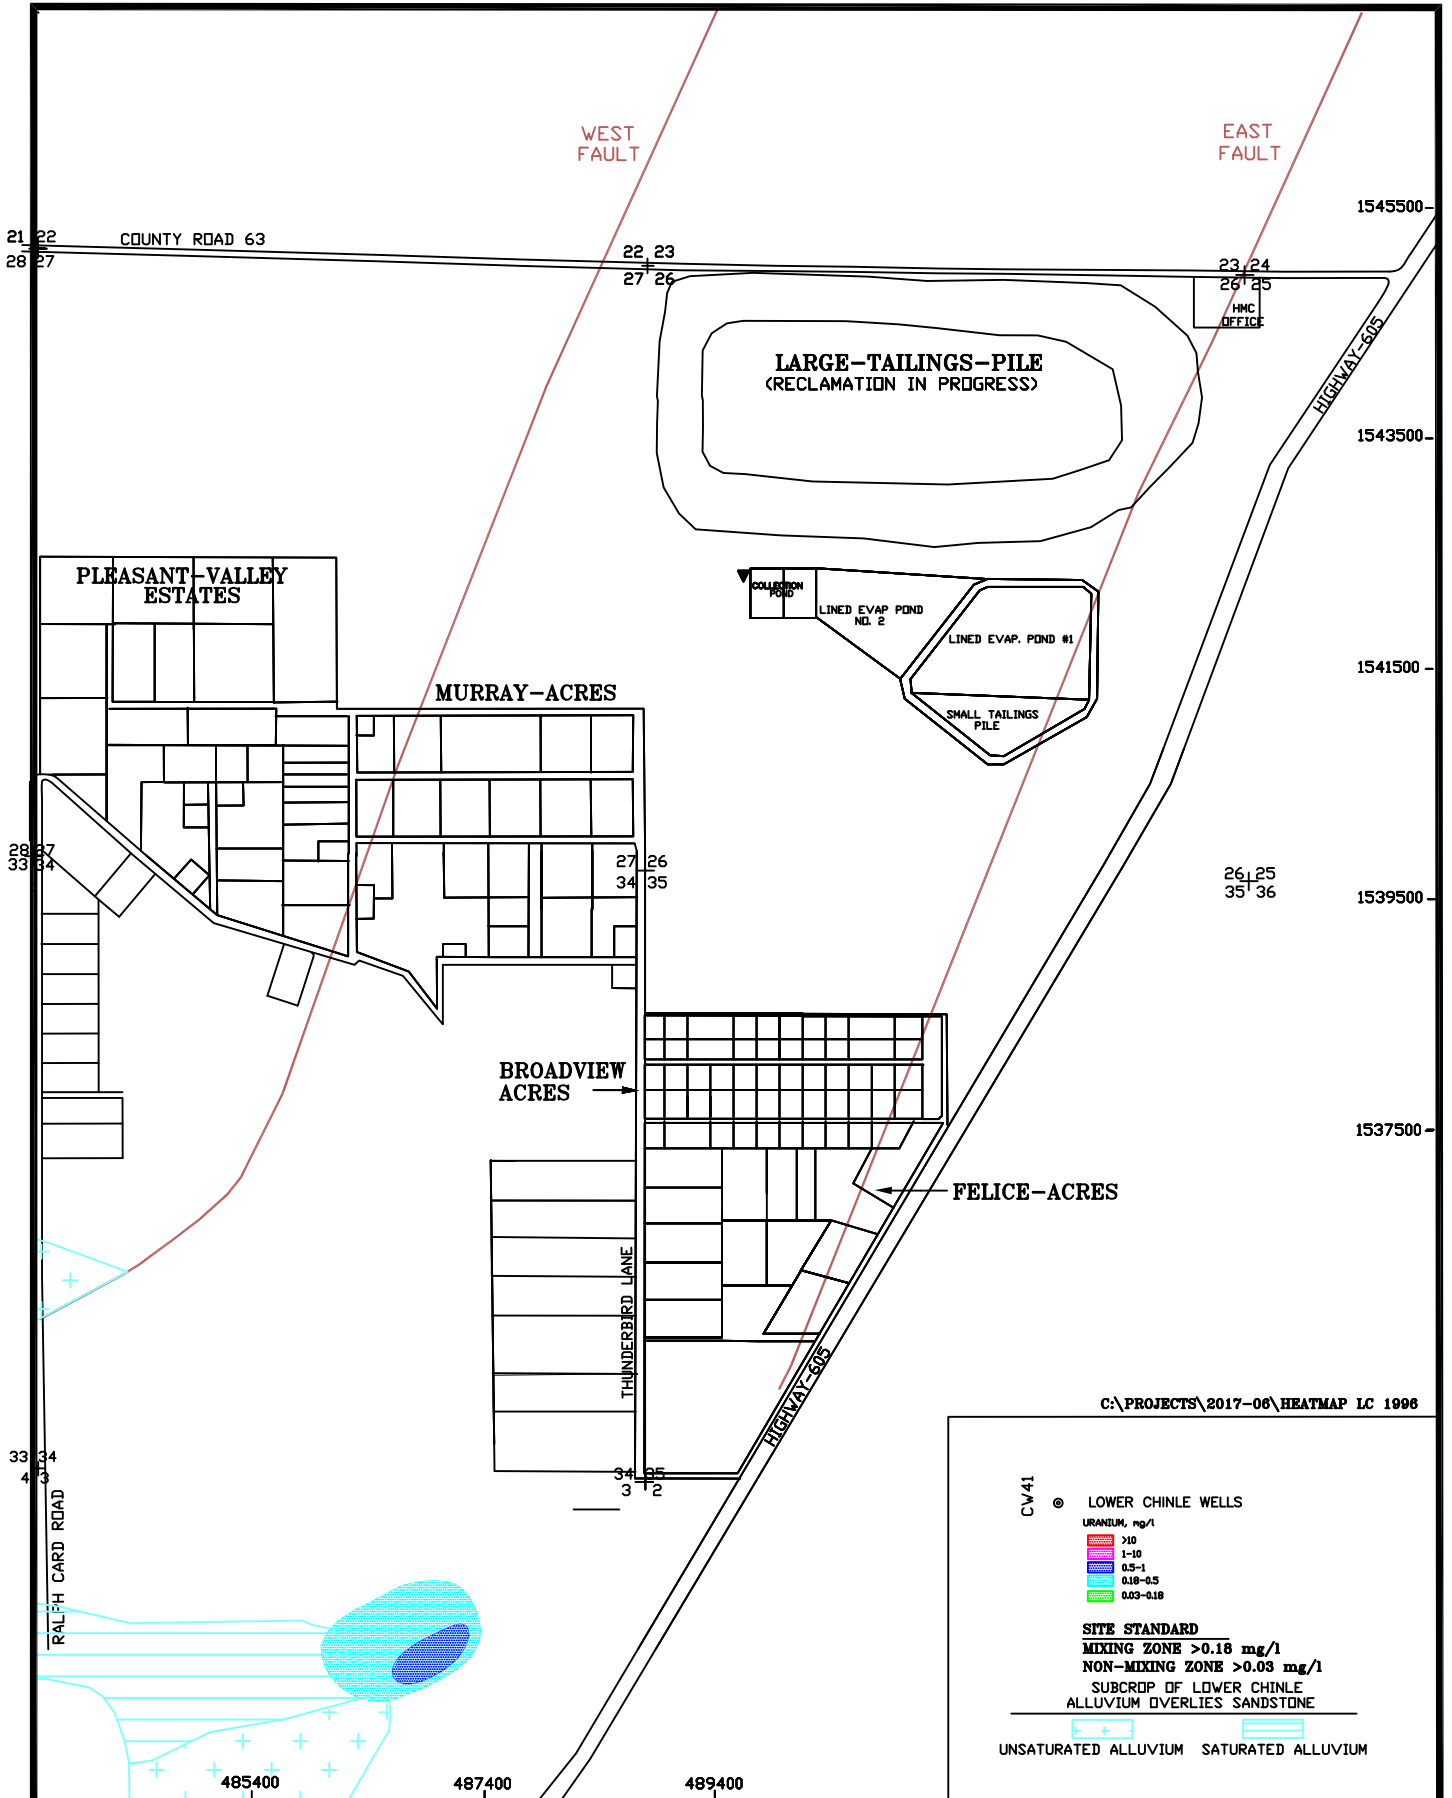 WEST
FAULT
EAST
FAULT
1545500
21 22
28 27
COUNTY ROAD 63
22 23
27 26
23 24
26 25
HMC
OFFICE
HIGHWAY-605
LARGE-TAILINGS-PILE
(RECLAMATION IN PROGRESS)
1543500
PLEASANT-VALLEY
ESTATES
COLLECTION
POND
LINED EVAP POND
NO. 2
LINED EVAP. POND #1
1541500
MURRAY-ACRES
SMALL TAILINGS
PILE
28 27
33 34
27 26
34 35
26 25
35 36
1539500
BROADVIEW
ACRES
1537500
FELICE-ACRES
THUNDERBIRD LANE
HIGHWAY-605
C:\PROJECTS\2017-06\HEATMAP LC 1996
33 34
4 3
34 35
3 2
RALPH CARD ROAD
CW41
LOWER CHINLE WELLS
URANIUM, mg/l
>10
1-10
0.5-1
0.18-0.5
0.03-0.18
SITE STANDARD
MIXING ZONE >0.18 mg/l
NON-MIXING ZONE >0.03 mg/l
SUBCROP OF LOWER CHINLE
ALLUVIUM OVERLIES SANDSTONE
UNSATURATED ALLUVIUM SATURATED ALLUVIUM
485400
487400
489400